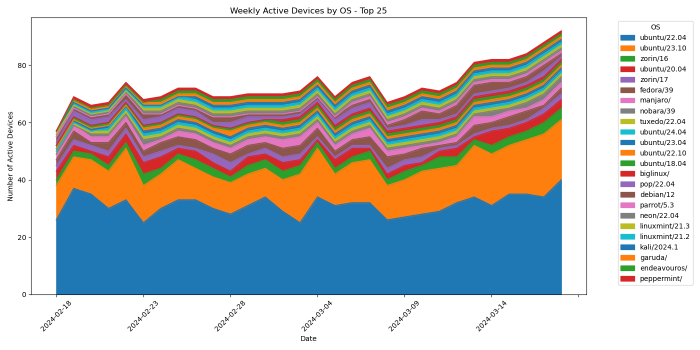 Weekly Active Devices by OS - Top 25
Number of Active Devices
80
60
40
20
0
2024-02-18
2024-02-23
2024-02-28
2024-03-04
2024-03-09
2024-03-14
Date
OS
ubuntu/22.04
ubuntu/23.10
zorin/16
ubuntu/20.04
zorin/17
fedora/39
manjaro/
nobara/39
tuxedo/22.04
ubuntu/24.04
ubuntu/23.04
ubuntu/22.10
ubuntu/18.04
biglinux/
pop/22.04
debian/12
parrot/5.3
neon/22.04
linuxmint/21.3
linuxmint/21.2
kali/2024.1
garuda/
endeavouros/
peppermint/